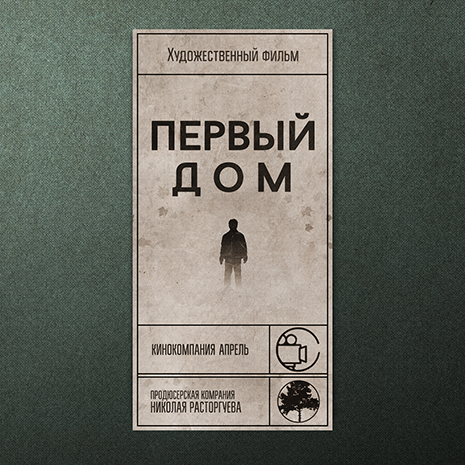 Художественный фильм
ПЕРВЫЙ
ДОМ
КИНОКОМПАНИЯ АПРЕЛЬ
ПРОДЮСЕРСКАЯ КОМПАНИЯ
НИКОЛАЯ РАСТОРГУЕВА